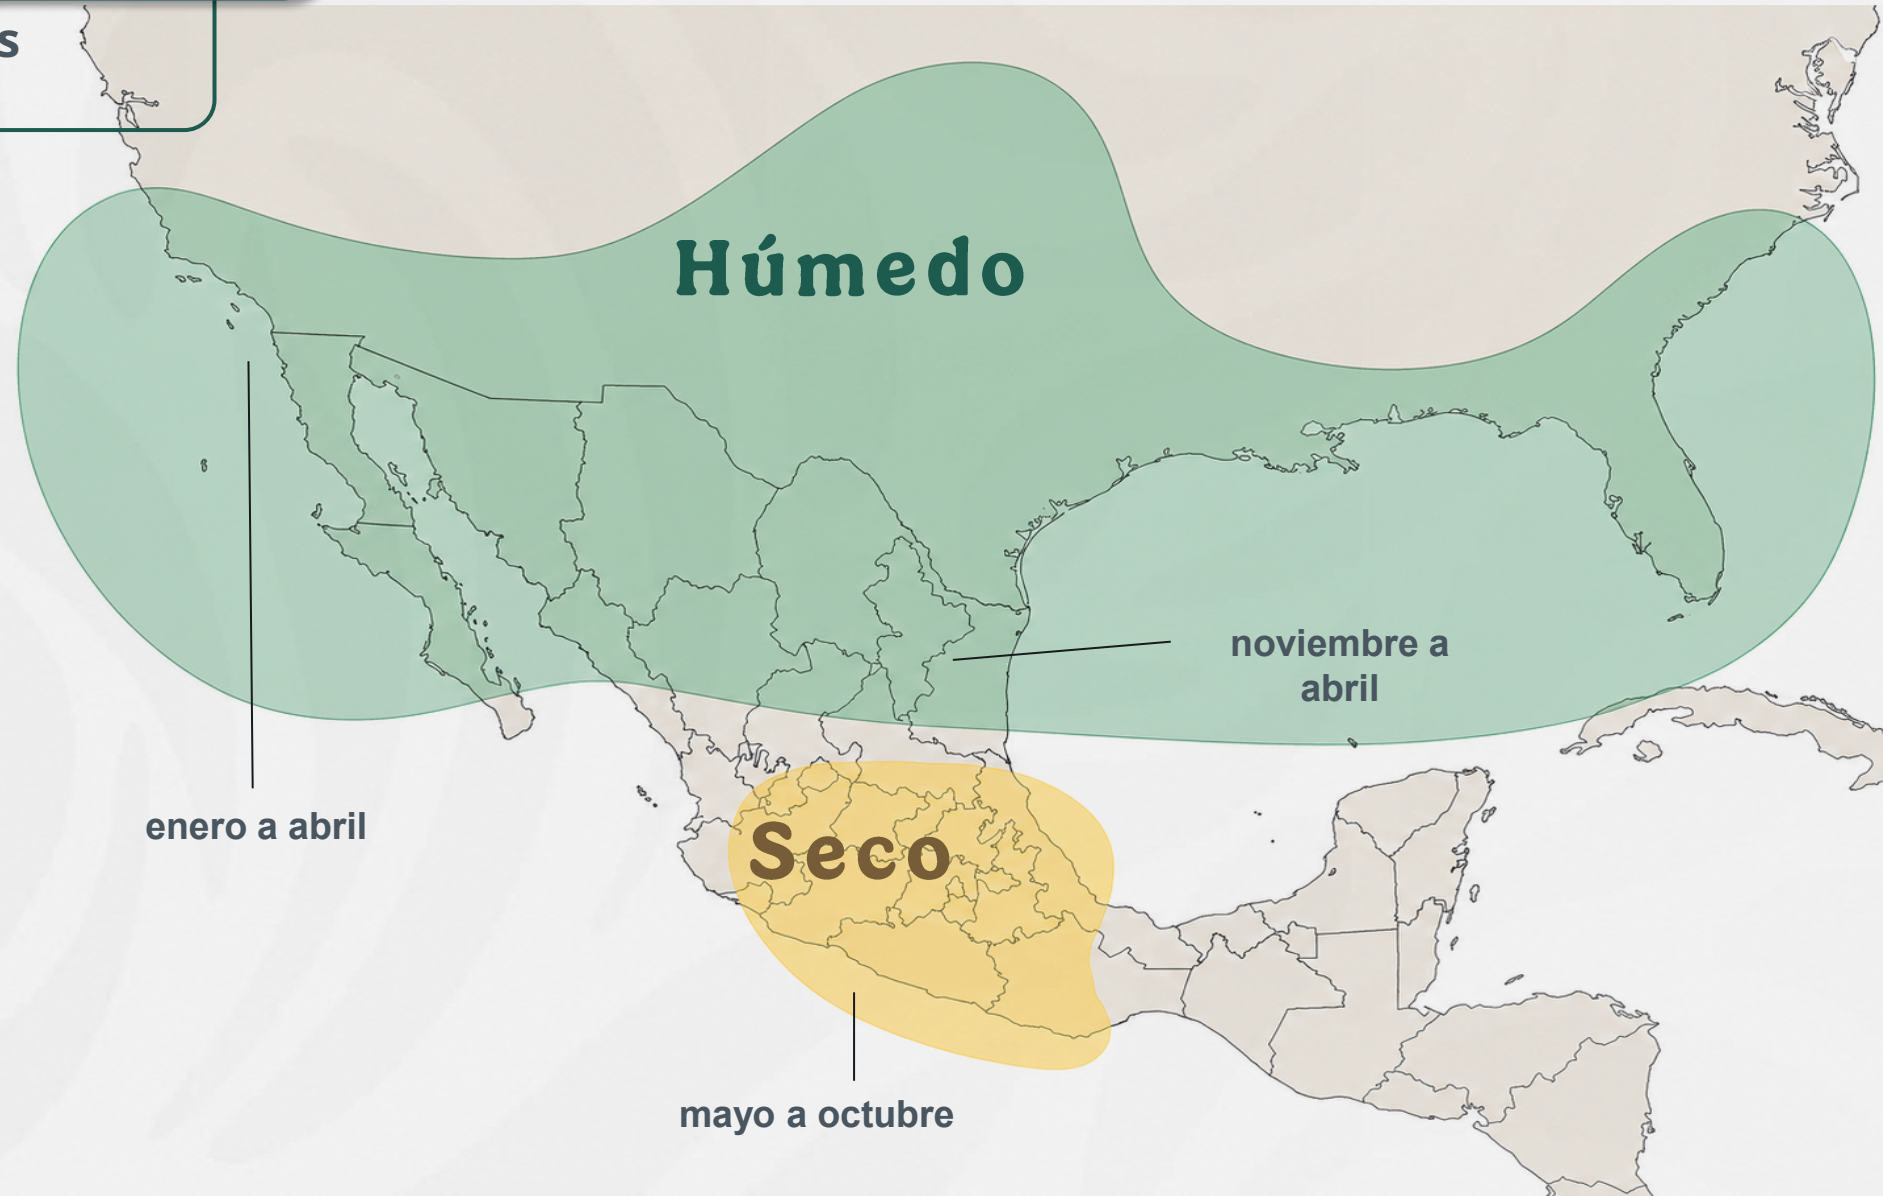 s
Húmedo
noviembre a
abril
enero a abril
Seco
mayo a octubre